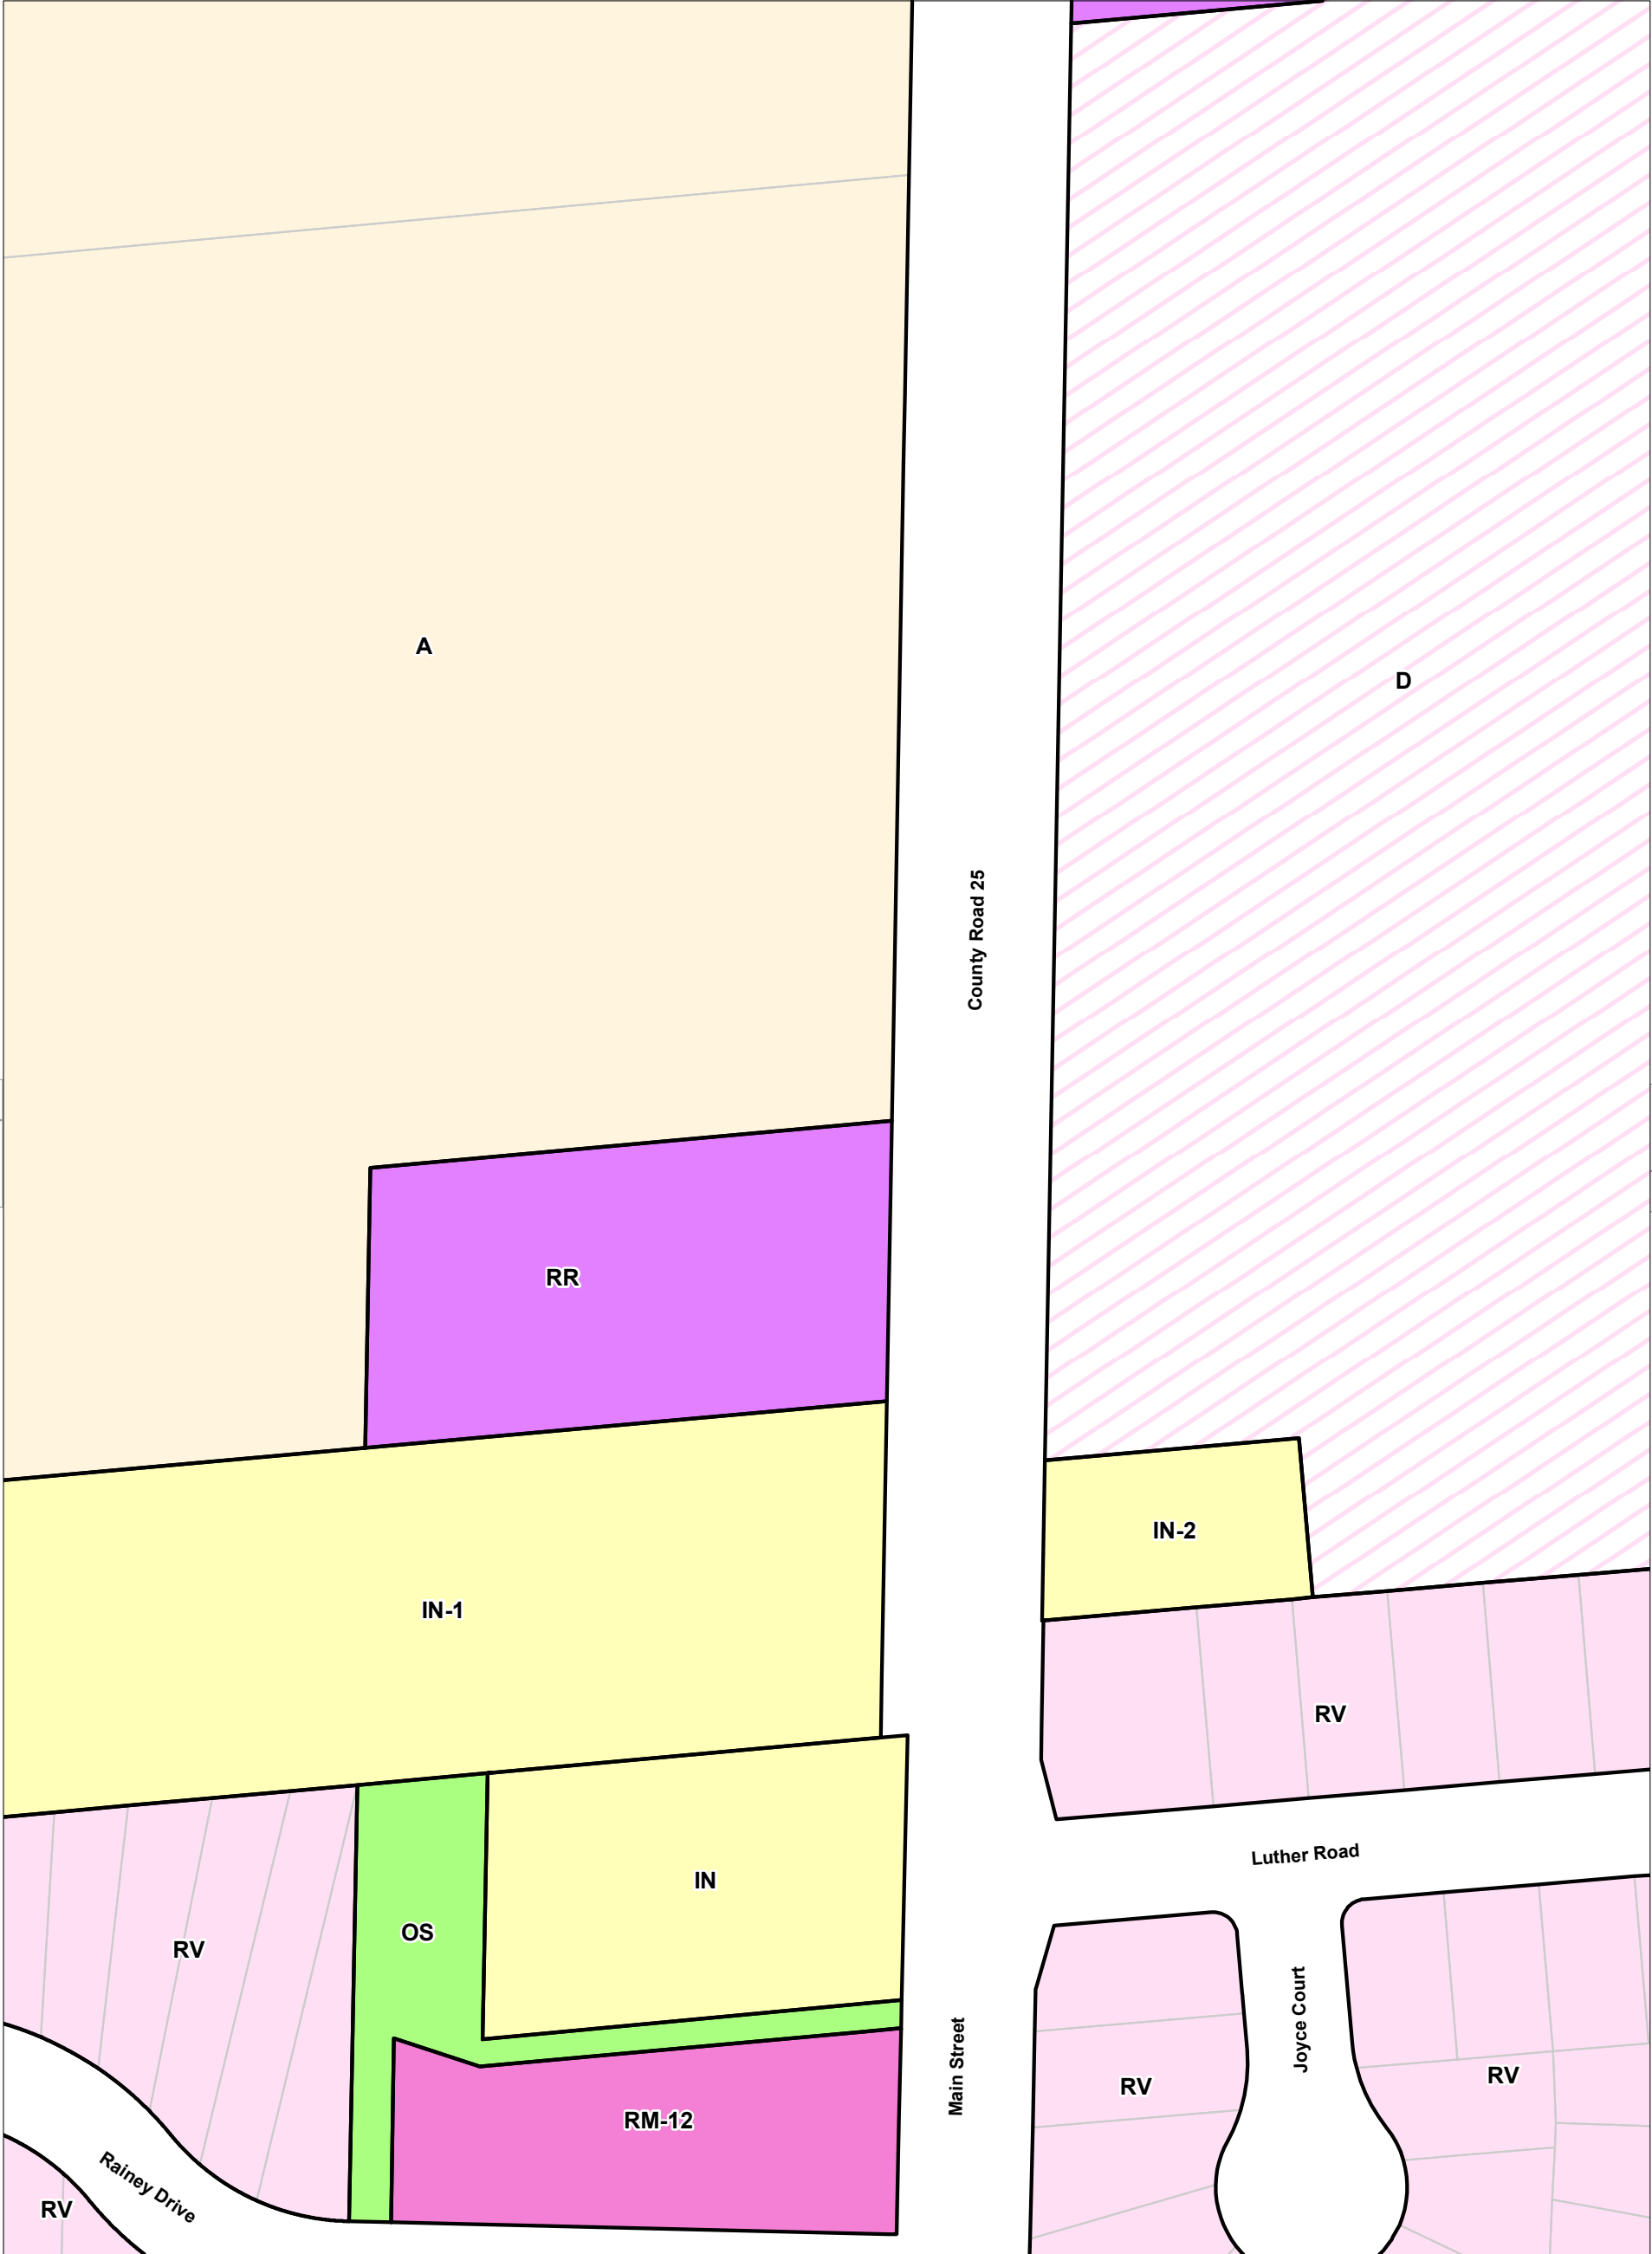 A
D
County Road 25
RR
IN-2
IN-1
RV
Luther Road
IN
OS
RV
Joyce Court
Main Street
RV
RV
RM-12
Rainey Drive
RV